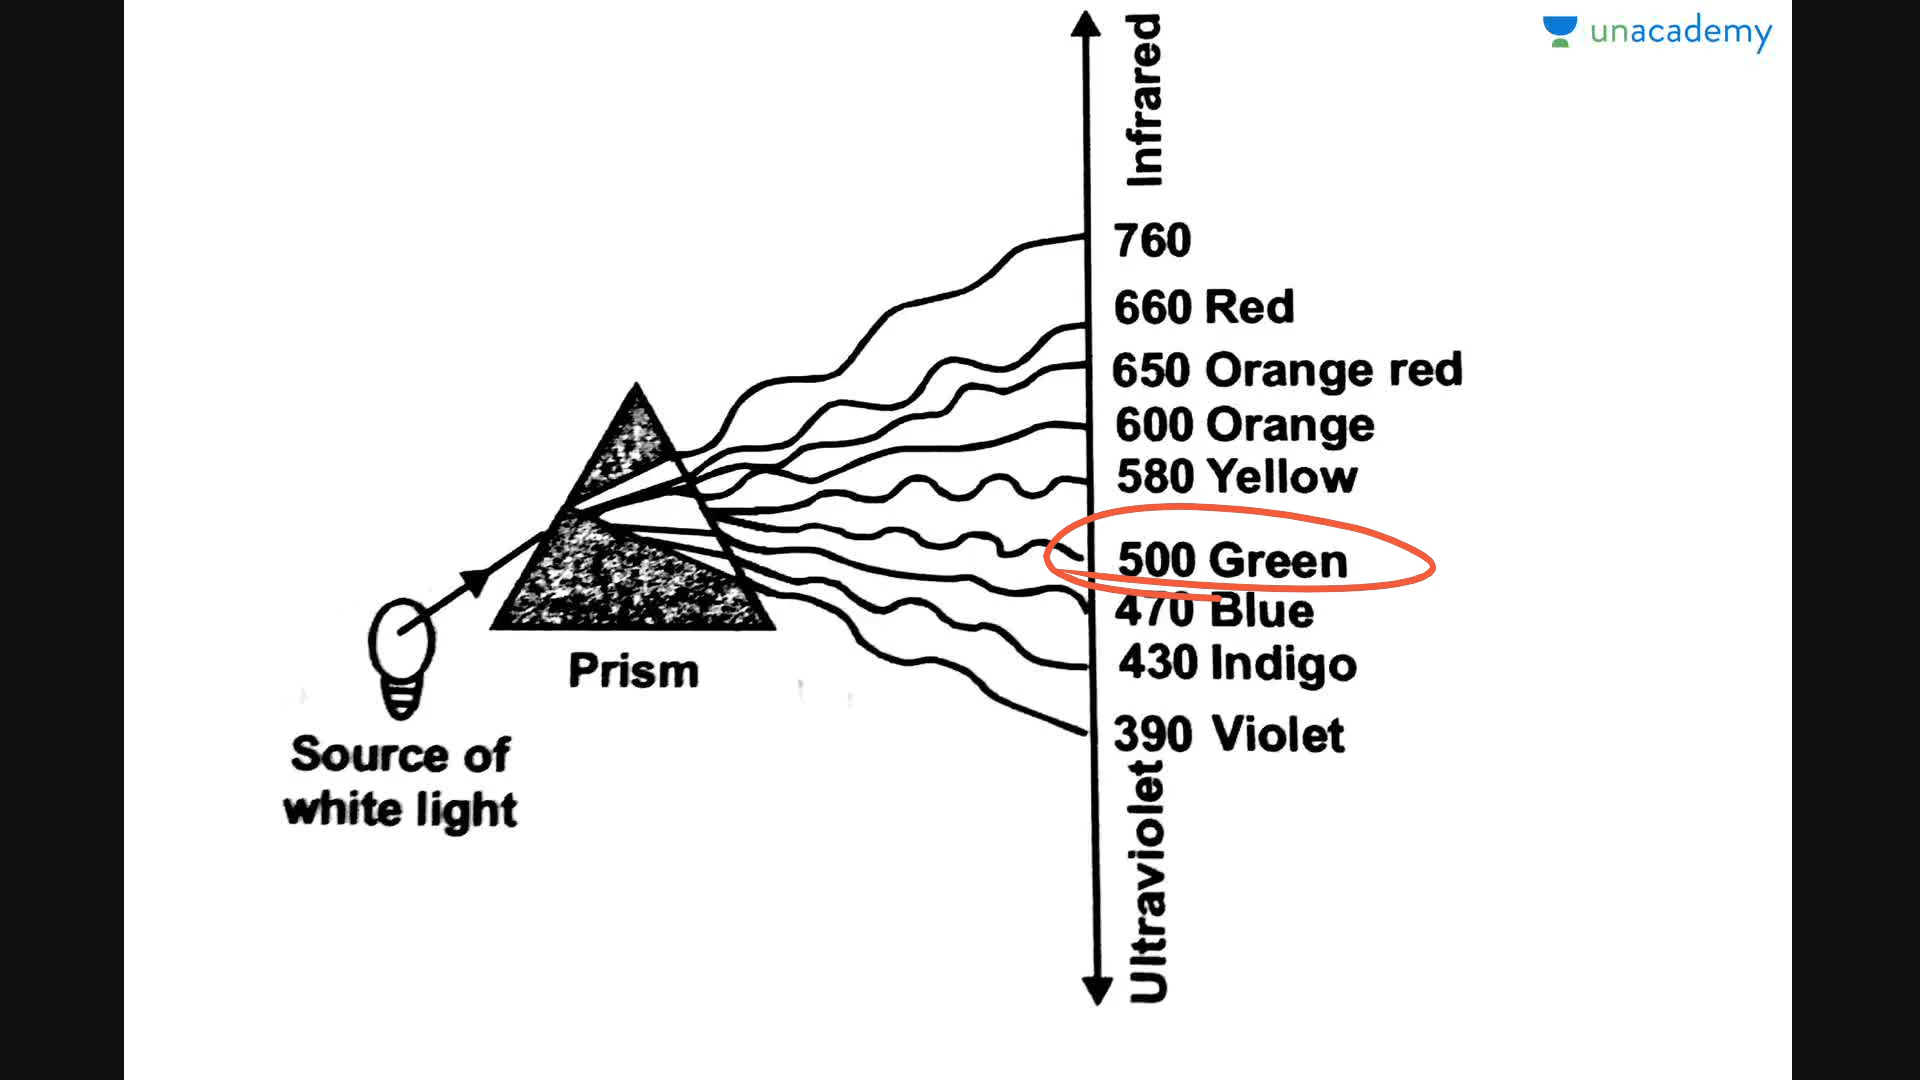 unacademy
Infrared
760
660 Red
650 Orange red
600 Orange
580 Yellow
500 Green
470 Blue
430 Indigo
390 Violet
Ultraviolet
Prism
Source of
white light